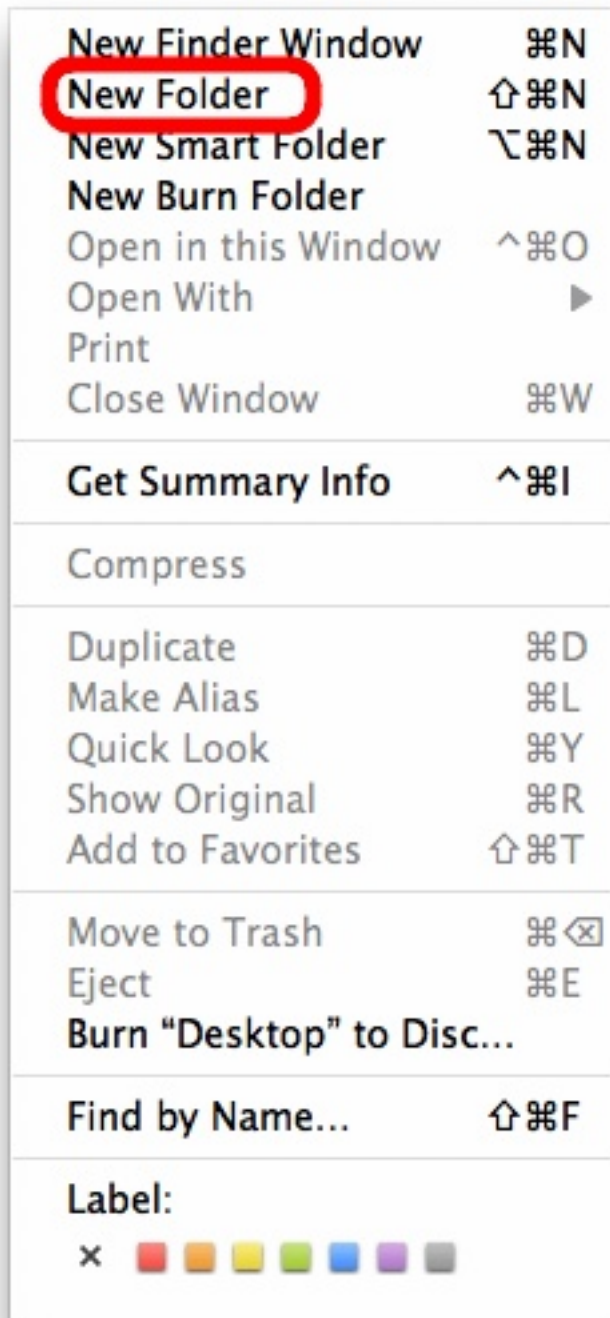 New Finder Window ⌘N
New Folder ⇧⌘N
New Smart Folder ⌥⌘N
New Burn Folder
Open in this Window ^⌘O
Open With ▶
Print
Close Window ⌘W
Get Summary Info ^⌘I
Compress
Duplicate ⌘D
Make Alias ⌘L
Quick Look ⌘Y
Show Original ⌘R
Add to Favorites ⇧⌘T
Move to Trash ⌘⌫
Eject ⌘E
Burn “Desktop” to Disc...
Find by Name... ⇧⌘F
Label:
×